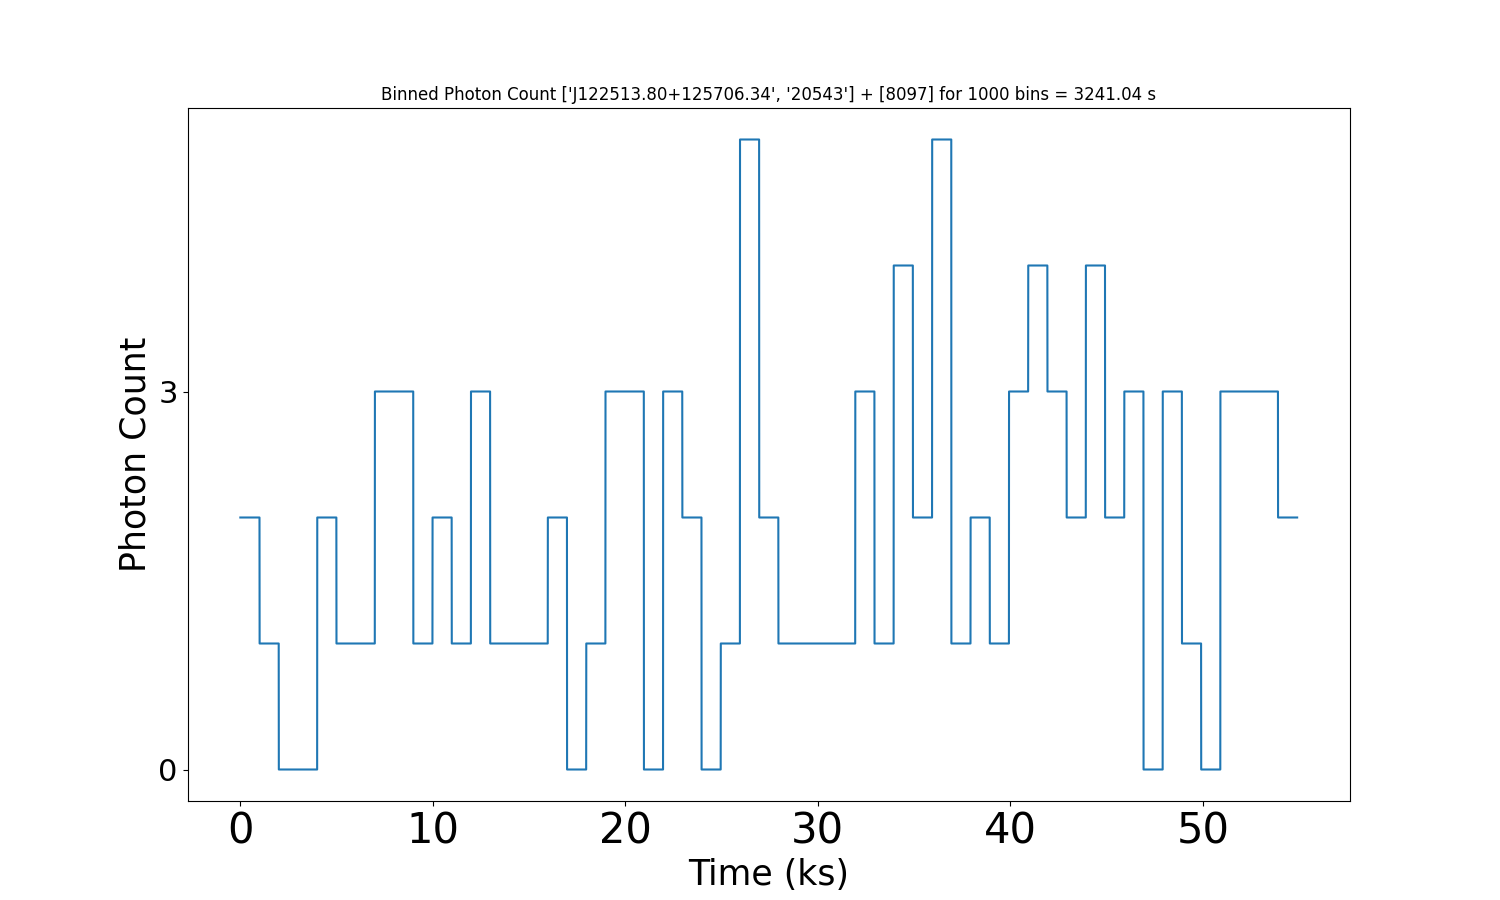 Binned Photon Count ['J122513.80+125706.34', '20543'] + [8097] for 1000 bins = 3241.04 s
Photon Count
3
0
0 10 20 30 40 50
Time (ks)